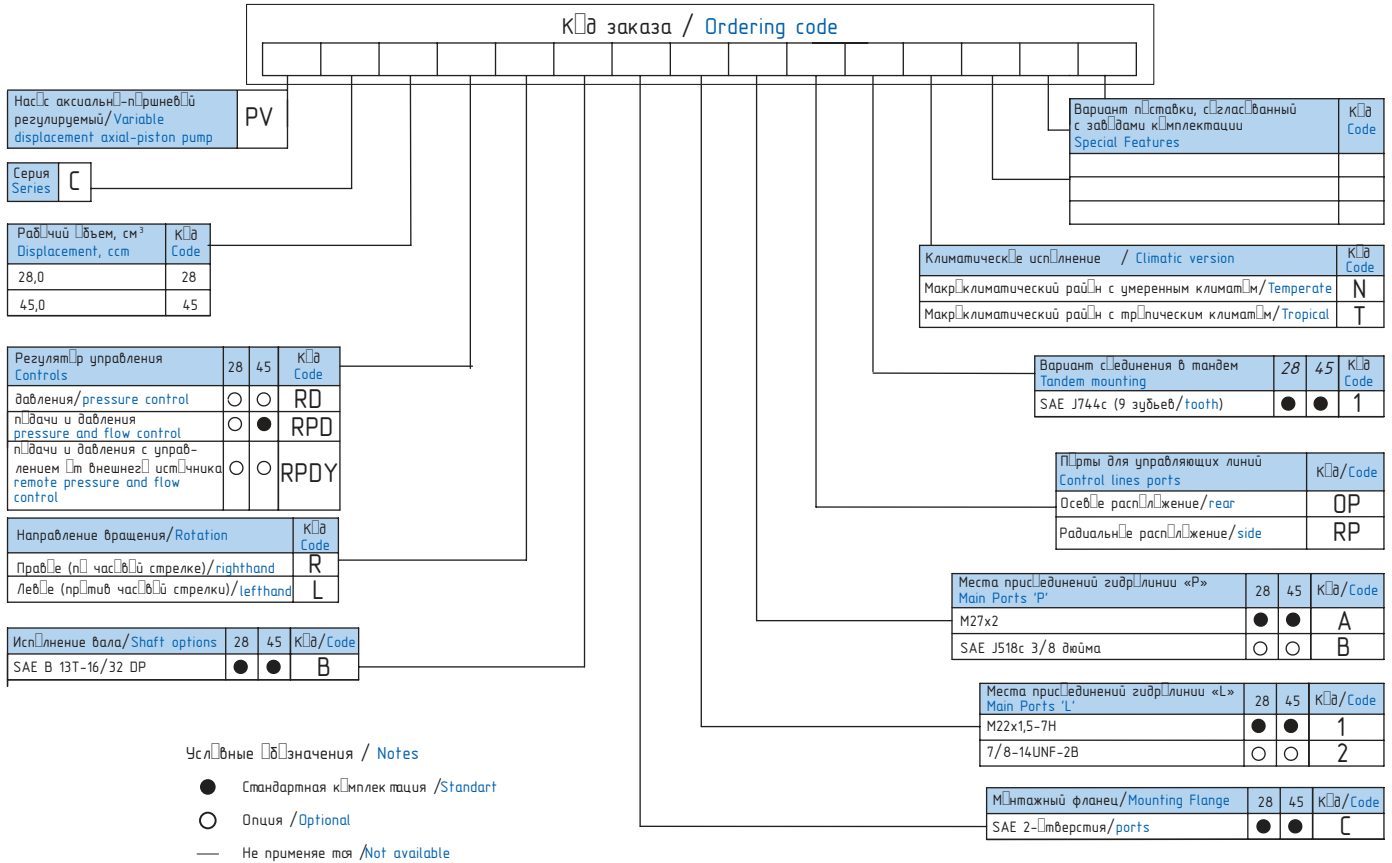 К□д заказа / Ordering code
Нас□с аксиальн□-п□ршнев□й
регулируемый/Variable
displacement axial-piston pump
PV
Серия
Series
C
Раб□чий □бъем, см³
Displacement, ccm
К□д
Code
28,0 28
45,0 45
Регулят□р управления
Controls
28 45
К□д
Code
давления/pressure control RD
п□дачи и давления
pressure and flow control
RPD
п□дачи и давления с управ-
лением □т внешнег□ ист□чника
remote pressure and flow
control
RPDY
Направление вращения/Rotation
К□д
Code
Прав□е (п□ час□в□й стрелке)/righthand R
Лев□е (пр□тив час□в□й стрелки)/lefthand L
Исп□лнение вала/Shaft options 28 45 К□д/Code
SAE B 13T-16/32 DP B
Усл□вные □б□значения / Notes
Стандартная к□мплек тация /Standart
Опция /Optional
Не применяе тся /Not available
Вариант п□ставки, с□глас□ванный
с зав□дами к□мплектации
Special Features
К□д
Code
Климатическ□е исп□лнение / Climatic version
К□д
Code
Макр□климатический рай□н с умеренным климат□м/Temperate N
Макр□климатический рай□н с тр□пическим климат□м/Tropical T
Вариант с□единения в тандем
Tandem mounting
28 45
К□д
Code
SAE J744c (9 зубьев/tooth) 1
П□рты для управляющих линий
Control lines ports
К□д/Code
Осев□е расп□л□жение/rear OP
Радиальн□е расп□л□жение/side RP
Места прис□единений гидр□линии «P»
Main Ports 'P'
28 45 К□д/Code
M27x2 A
SAE J518c 3/8 дюйма B
Места прис□единений гидр□линии «L»
Main Ports 'L'
28 45 К□д/Code
M22x1,5-7H 1
7/8-14UNF-2B 2
М□нтажный фланец/Mounting Flange 28 45 К□д/Code
SAE 2-□тверстия/ports C